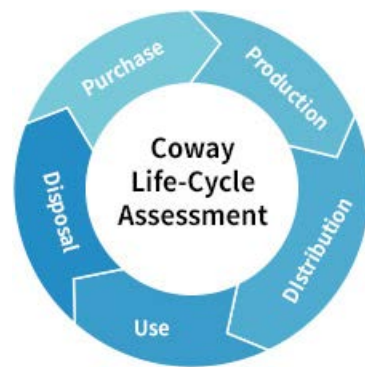 Coway
Life-Cycle
Assessment
Purchase
Production
DIstribution
Use
Disposal